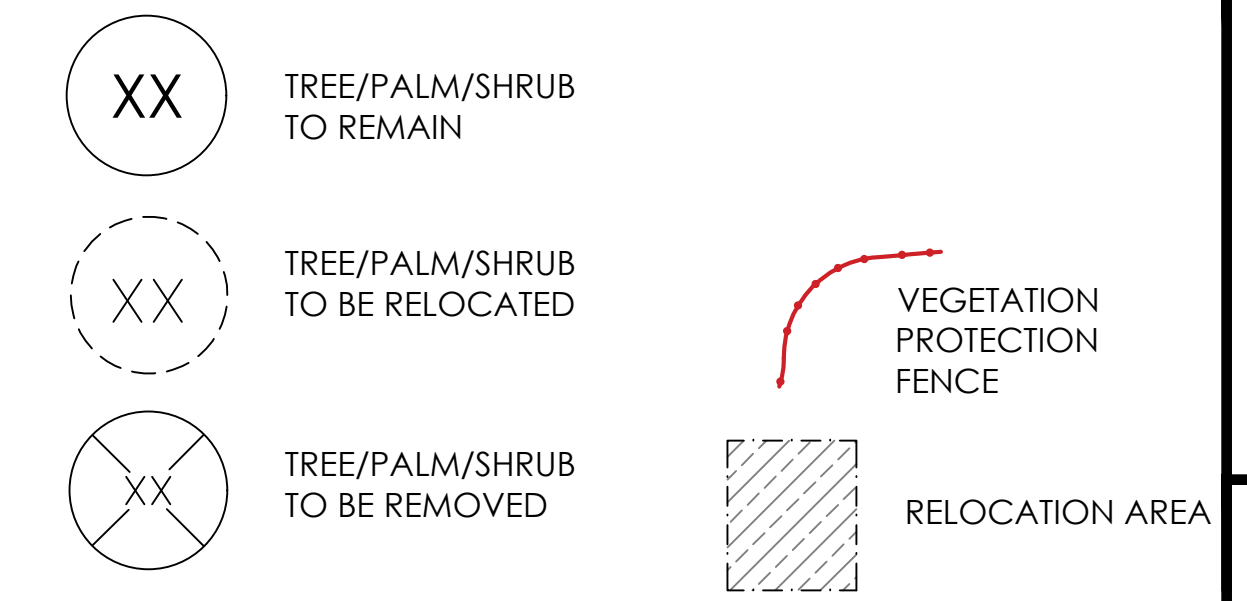 XX
TREE/PALM/SHRUB
TO REMAIN
XX
TREE/PALM/SHRUB
TO BE RELOCATED
XX
TREE/PALM/SHRUB
TO BE REMOVED
VEGETATION
PROTECTION
FENCE
RELOCATION AREA